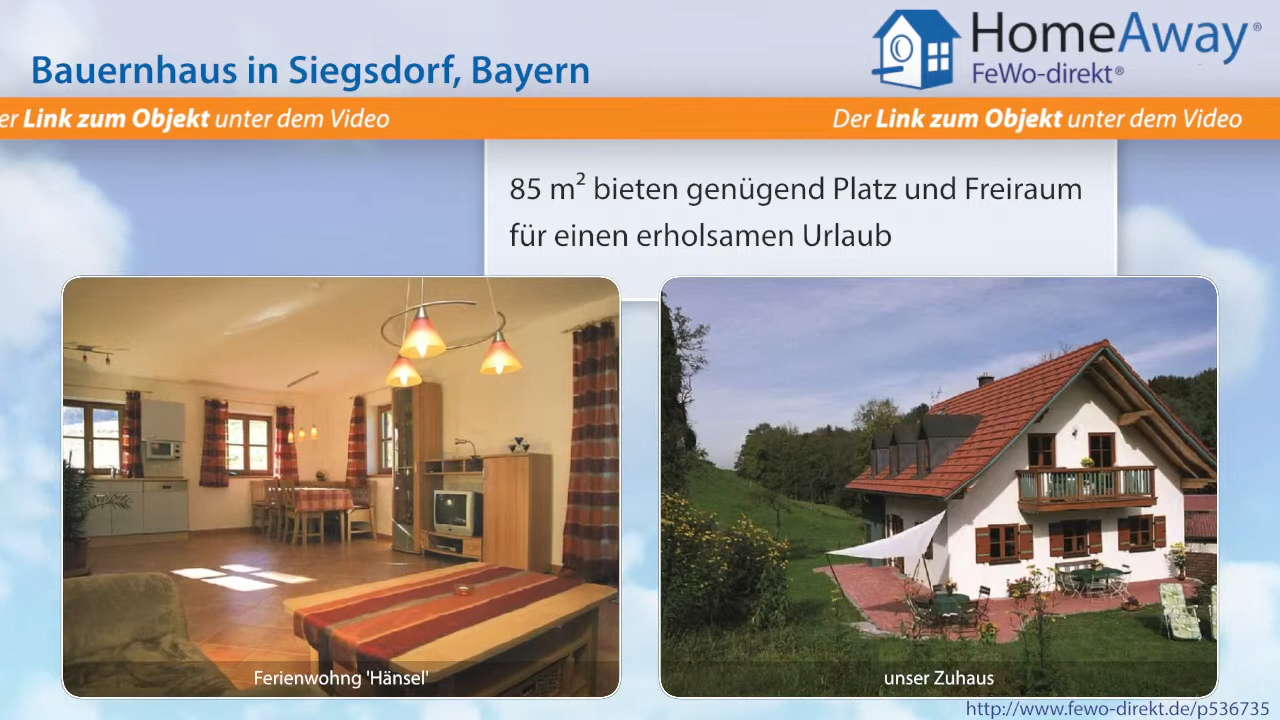 Bauernhaus in Siegsdorf, Bayern
HomeAway®
FeWo-direkt®
er Link zum Objekt unter dem Video
Der Link zum Objekt unter dem Video
85 m² bieten genügend Platz und Freiraum
für einen erholsamen Urlaub
Ferienwohng 'Hänsel'
unser Zuhaus
http://www.fewo-direkt.de/p536735